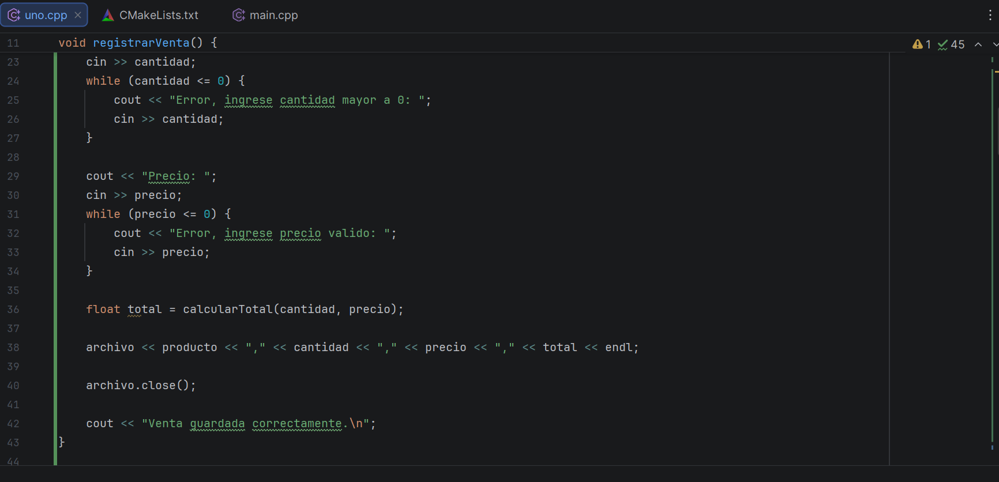 uno.cpp CMakeLists.txt main.cpp
11 void registrarVenta() { 1 45
23 cin >> cantidad;
24 while (cantidad <= 0) {
25 cout << "Error, ingrese cantidad mayor a 0: ";
26 cin >> cantidad;
27 }
28
29 cout << "Precio: ";
30 cin >> precio;
31 while (precio <= 0) {
32 cout << "Error, ingrese precio valido: ";
33 cin >> precio;
34 }
35
36 float total = calcularTotal(cantidad, precio);
37
38 archivo << producto << "," << cantidad << "," << precio << "," << total << endl;
39
40 archivo.close();
41
42 cout << "Venta guardada correctamente.\n";
43 }
44